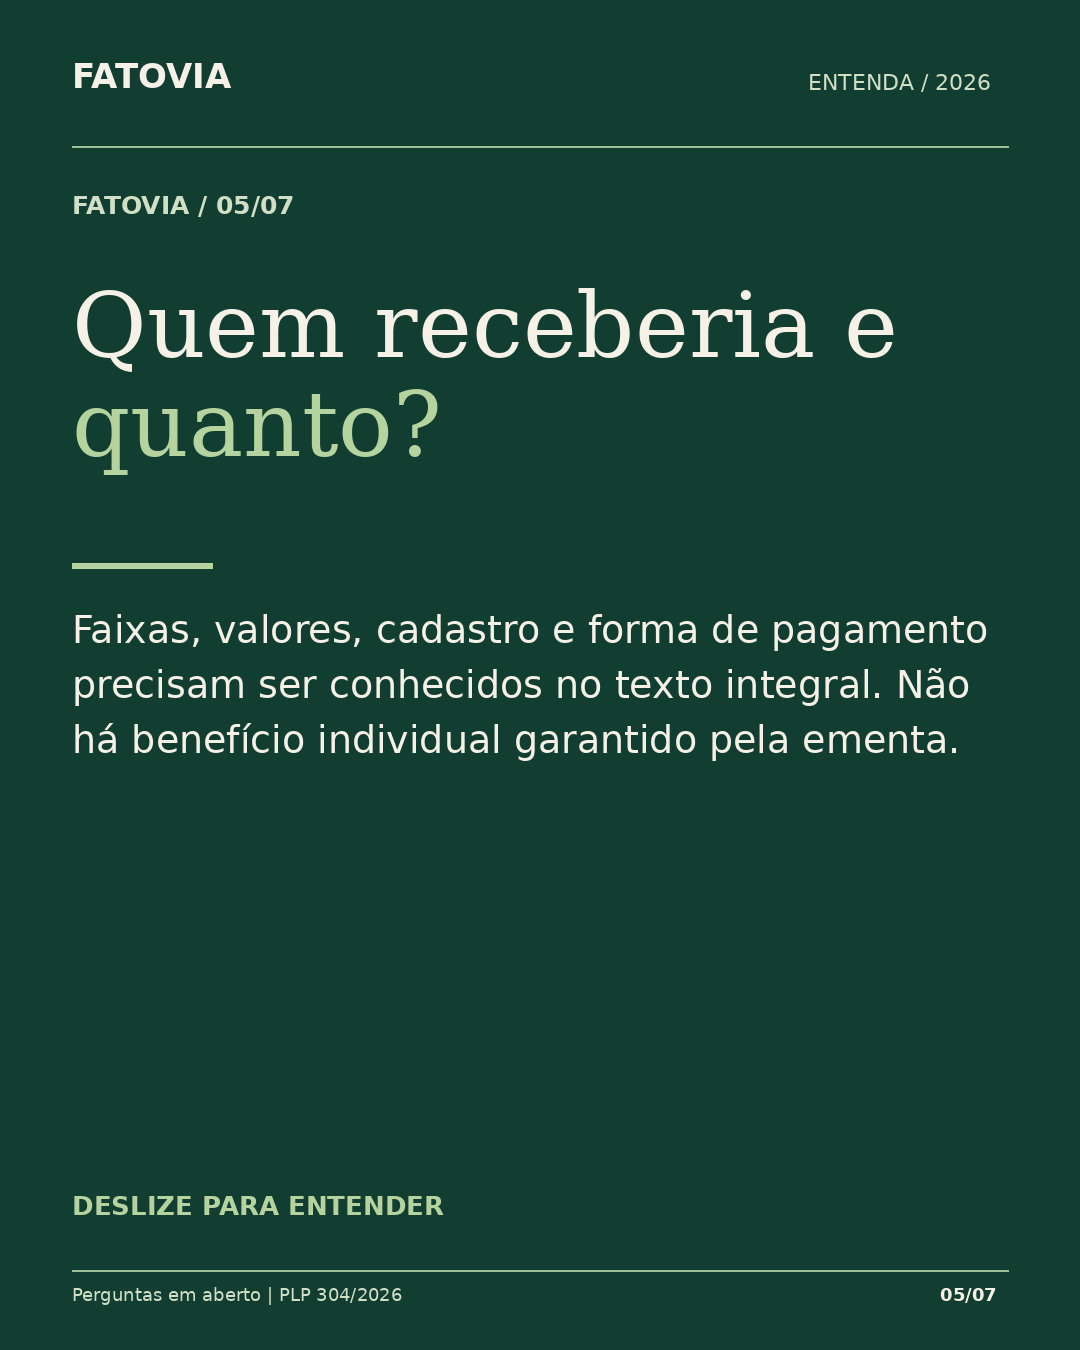 FATOVIA
ENTENDA / 2026
FATOVIA / 05/07
Quem receberia e
quanto?
Faixas, valores, cadastro e forma de pagamento
precisam ser conhecidos no texto integral. Não
há benefício individual garantido pela ementa.
DESLIZE PARA ENTENDER
Perguntas em aberto | PLP 304/2026
05/07